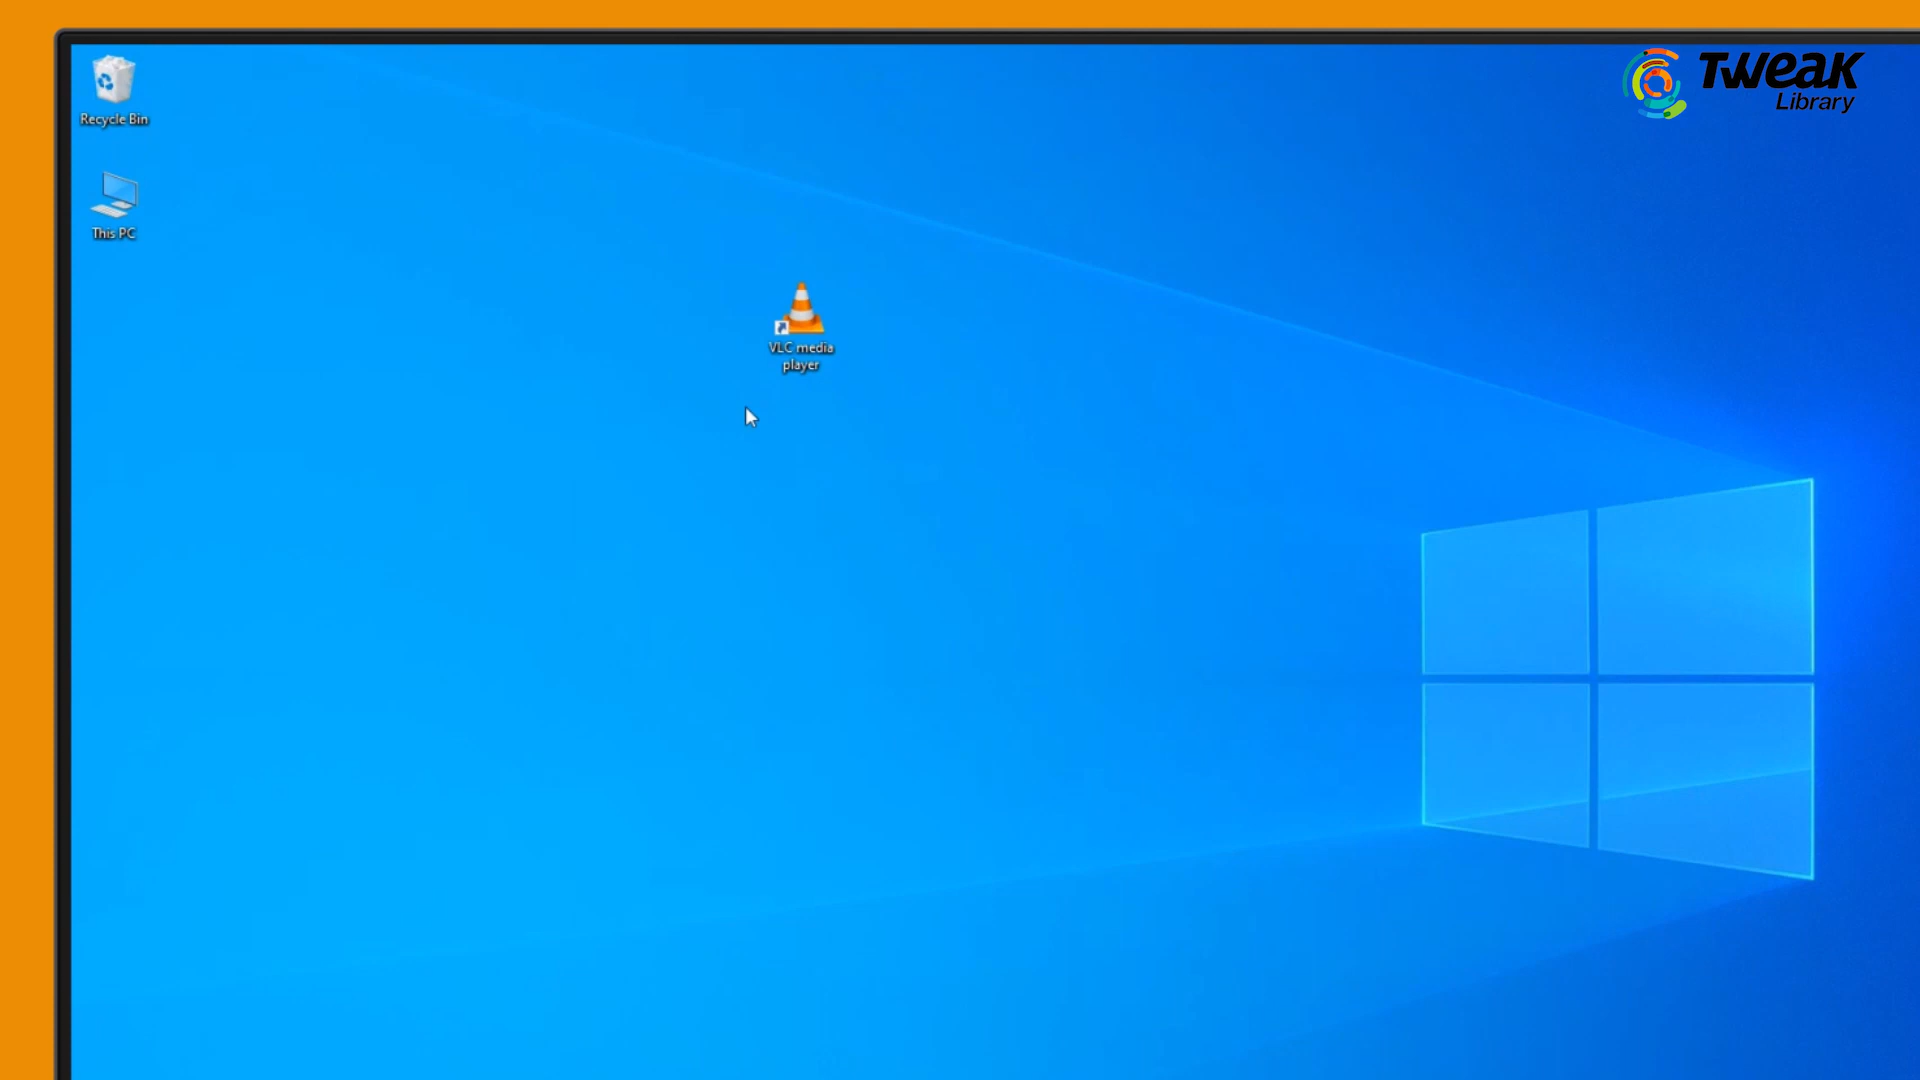 Recycle Bin
This PC
VLC media
player
TWEAK
Library